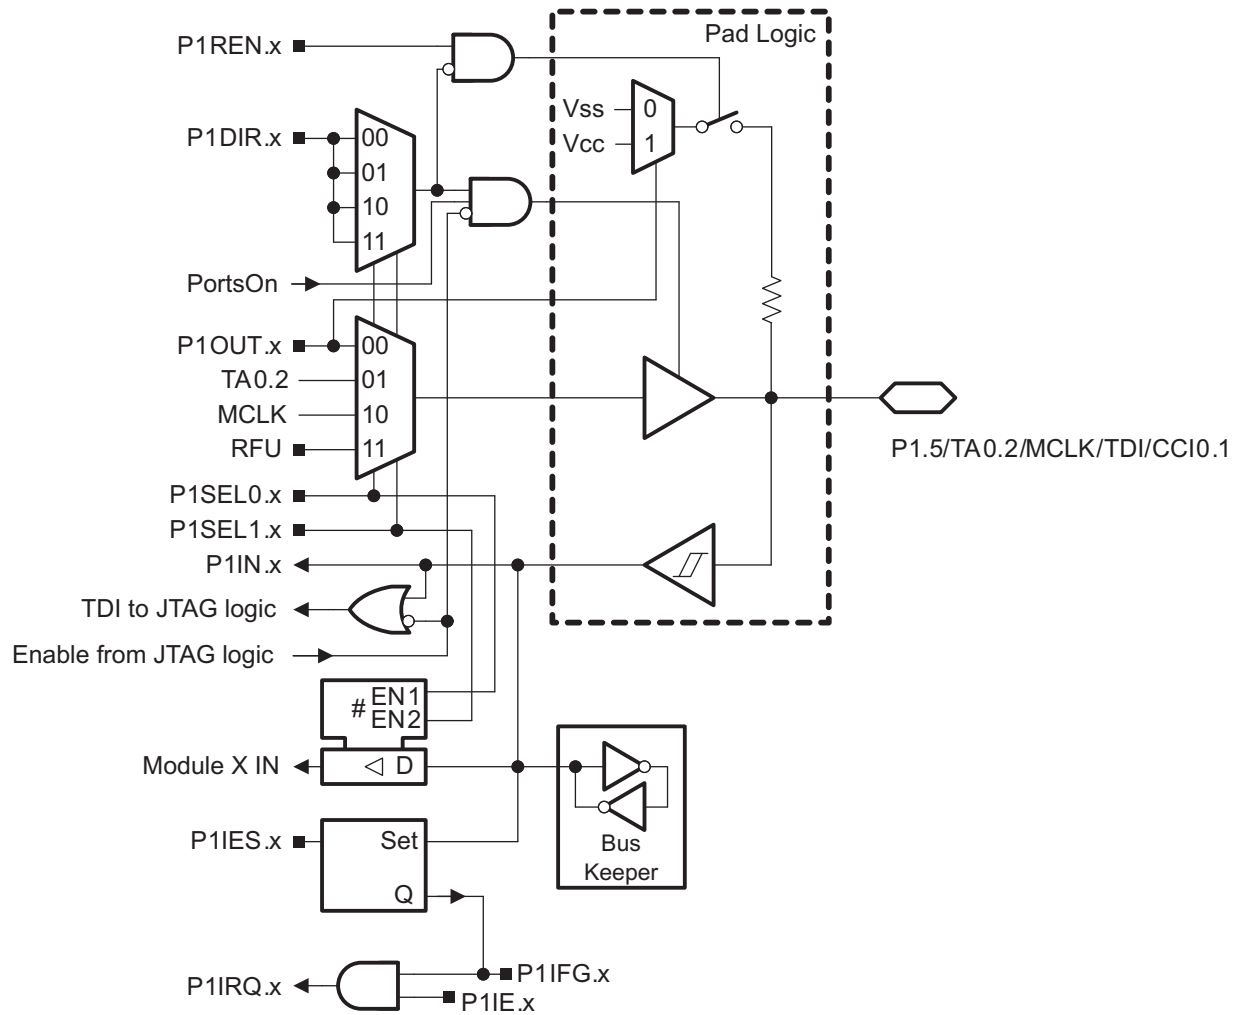 Pad Logic
P1REN.x
Vss
0
Vcc
1
P1DIR.x
00
01
10
11
PortsOn
P1OUT.x
00
TA0.2
01
MCLK
10
RFU
11
P1.5/TA0.2/MCLK/TDI/CCI0.1
P1SEL0.x
P1SEL1.x
P1IN.x
TDI to JTAG logic
Enable from JTAG logic
# EN1
EN2
Module X IN
D
Bus
Keeper
P1IES.x
Set
Q
P1IRQ.x
P1IFG.x
P1IE.x